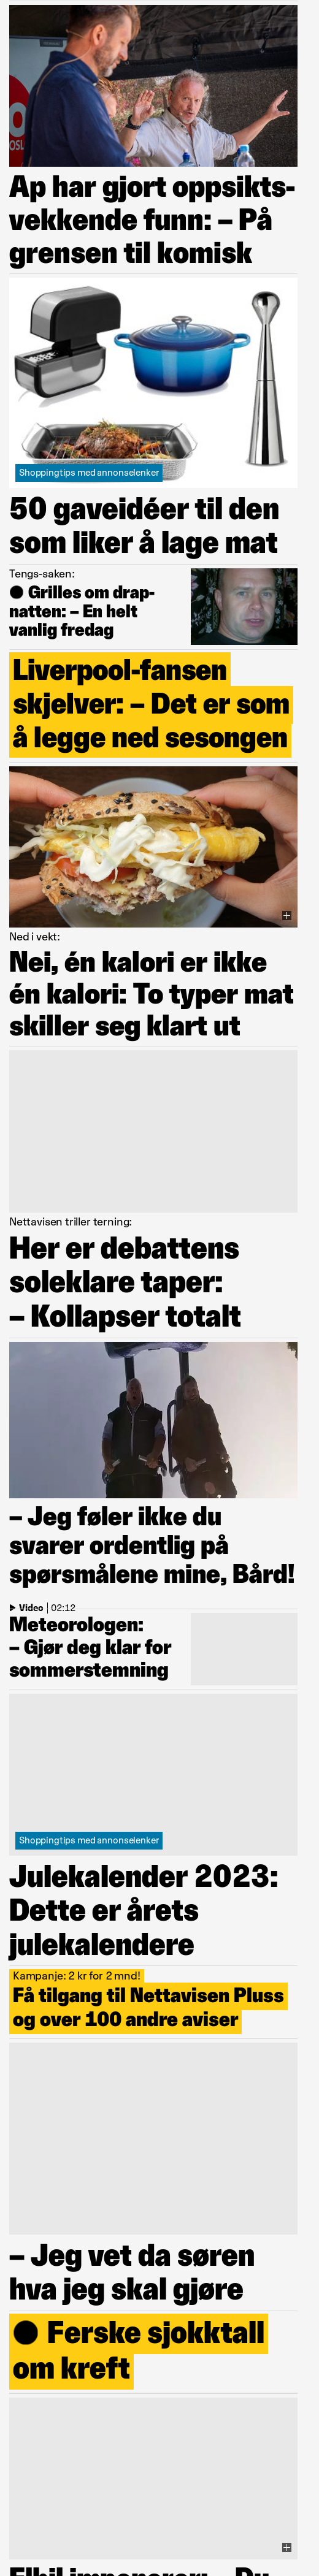 Ap har gjort oppsikts-
vekkende funn: – På
grensen til komisk
Shoppingtips med annonselenker
50 gaveidéer til den
som liker å lage mat
Tengs-saken:
● Grilles om drap-
natten: – En helt
vanlig fredag
Liverpool-fansen
skjelver: – Det er som
å legge ned sesongen
Ned i vekt:
Nei, én kalori er ikke
én kalori: To typer mat
skiller seg klart ut
Nettavisen triller terning:
Her er debattens
soleklare taper:
– Kollapser totalt
– Jeg føler ikke du
svarer ordentlig på
spørsmålene mine, Bård!
Video | 02:12
Meteorologen:
– Gjør deg klar for
sommerstemning
Shoppingtips med annonselenker
Julekalender 2023:
Dette er årets
julekalendere
Kampanje: 2 kr for 2 mnd!
Få tilgang til Nettavisen Pluss
og over 100 andre aviser
– Jeg vet da søren
hva jeg skal gjøre
● Ferske sjokktall
om kreft